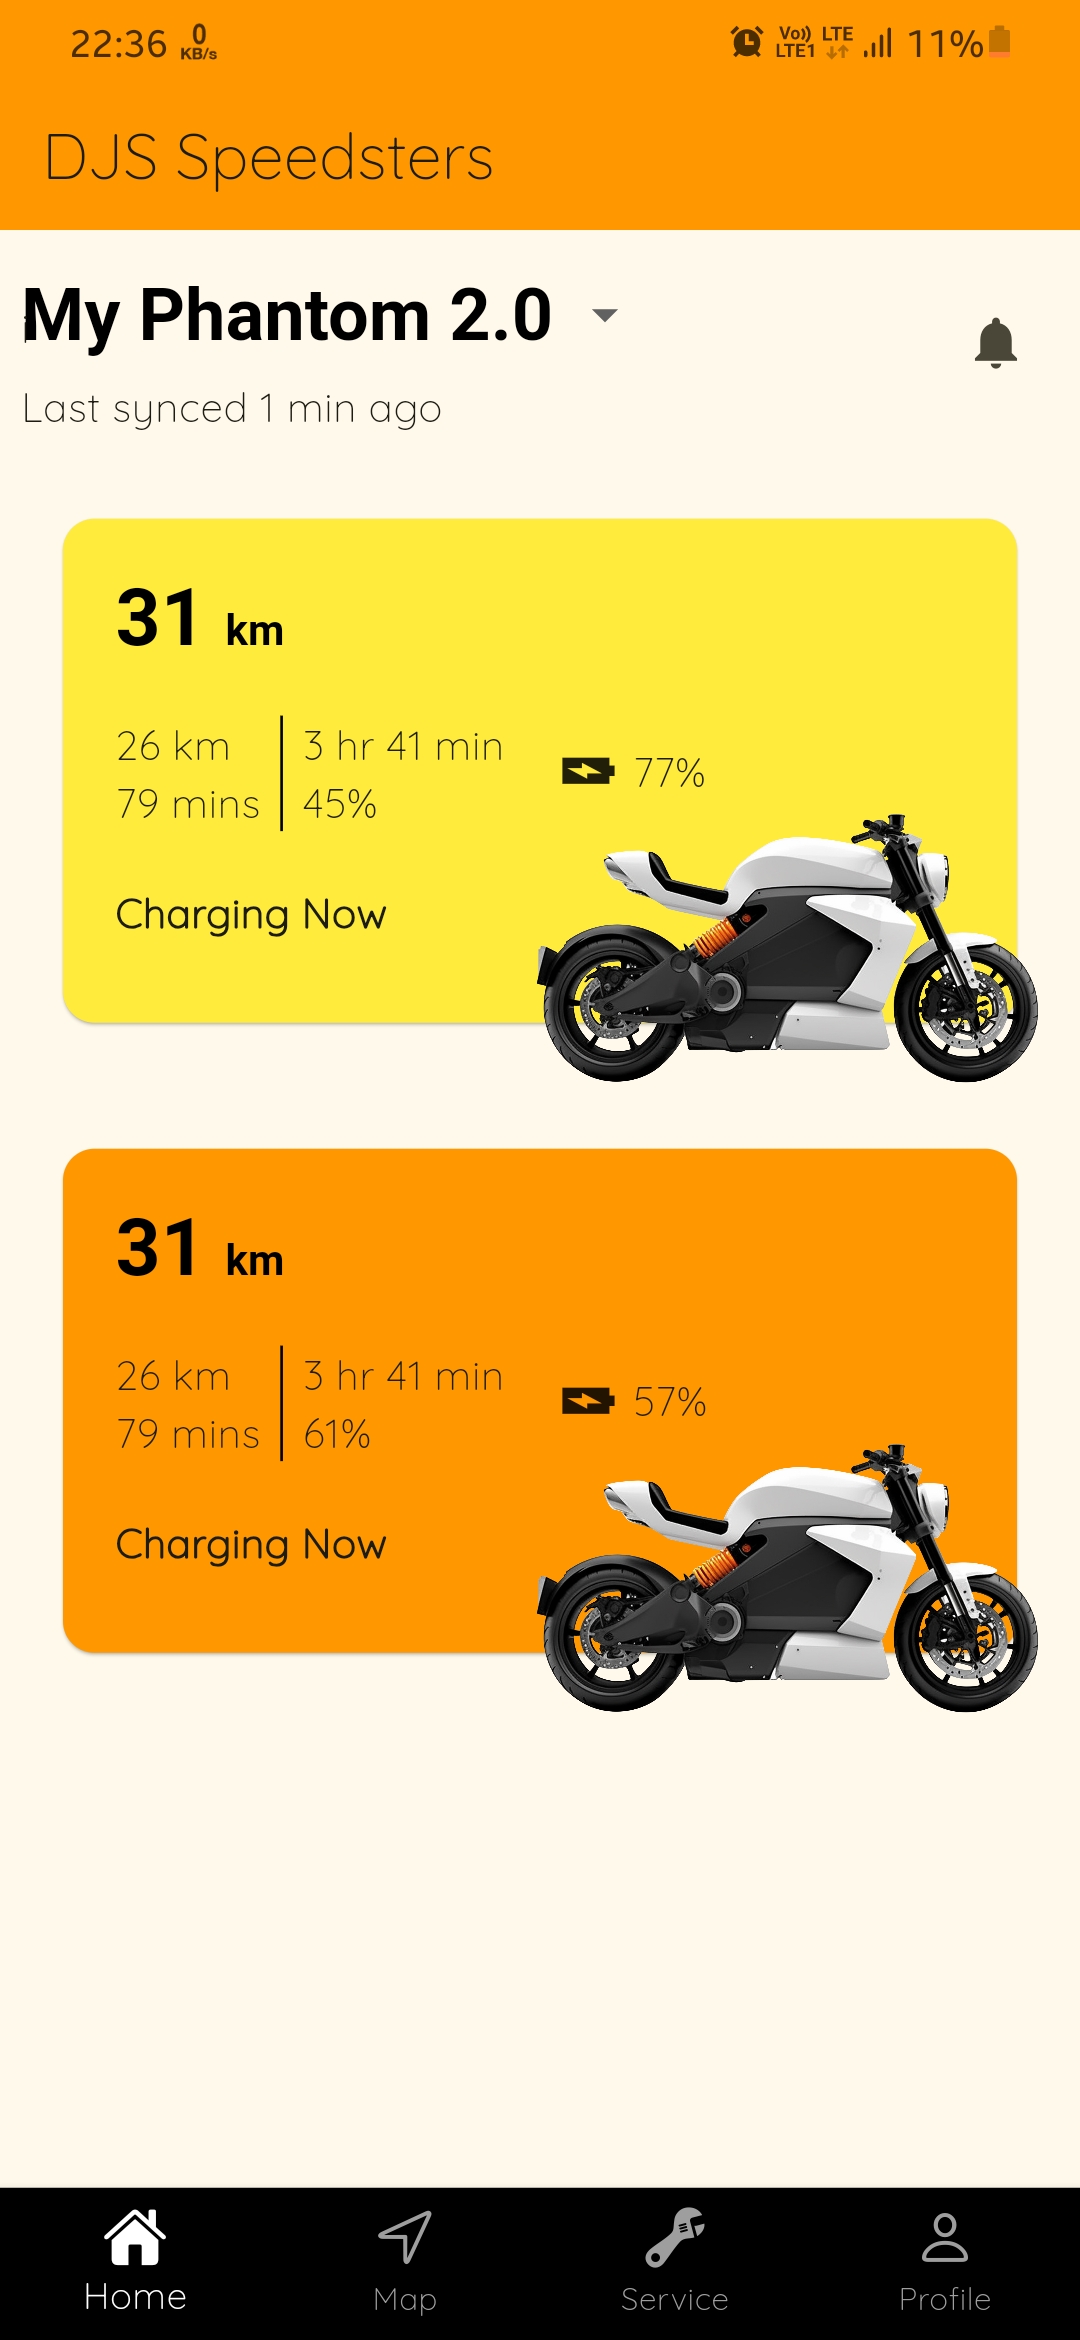 22:36 0 KB/s Vo)) LTE1 LTE 11%
DJS Speedsters
My Phantom 2.0
Last synced 1 min ago
31 km
26 km 3 hr 41 min
79 mins 45%
77%
Charging Now
31 km
26 km 3 hr 41 min
79 mins 61%
57%
Charging Now
Home Map Service Profile